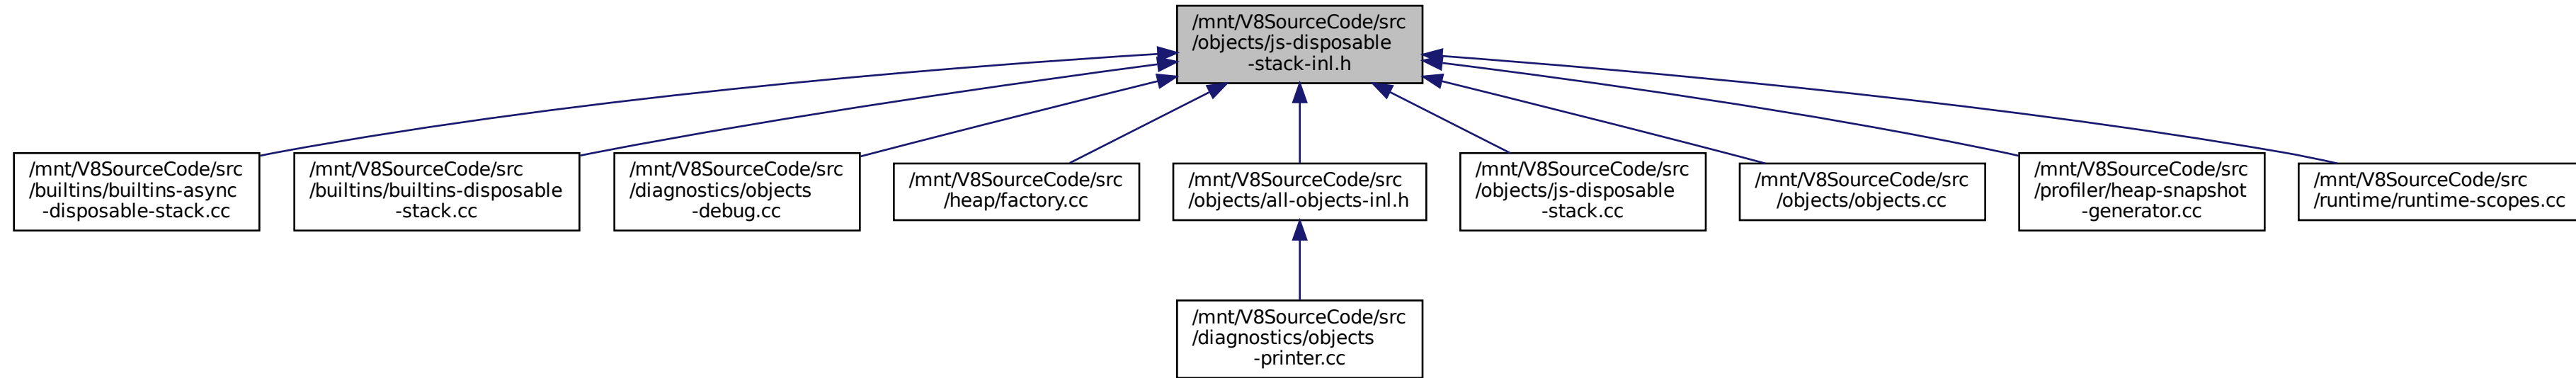 /mnt/V8SourceCode/src
/objects/js-disposable
-stack-inl.h
/mnt/V8SourceCode/src
/builtins/builtins-async
-disposable-stack.cc
/mnt/V8SourceCode/src
/builtins/builtins-disposable
-stack.cc
/mnt/V8SourceCode/src
/diagnostics/objects
-debug.cc
/mnt/V8SourceCode/src
/heap/factory.cc
/mnt/V8SourceCode/src
/objects/all-objects-inl.h
/mnt/V8SourceCode/src
/objects/js-disposable
-stack.cc
/mnt/V8SourceCode/src
/objects/objects.cc
/mnt/V8SourceCode/src
/profiler/heap-snapshot
-generator.cc
/mnt/V8SourceCode/src
/runtime/runtime-scopes.cc
/mnt/V8SourceCode/src
/diagnostics/objects
-printer.cc